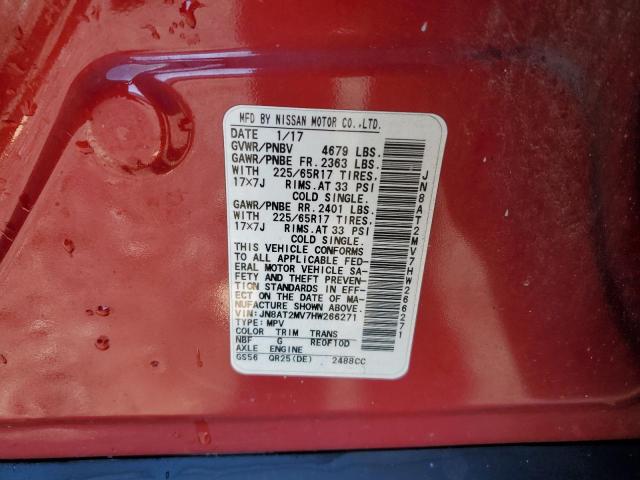 MFD BY NISSAN MOTOR CO.,LTD.
DATE 1/17
GVWR/PNBV 4679 LBS.
GAWR/PNBE FR. 2363 LBS.
WITH 225/65R17 TIRES.
17×7J RIMS. AT 33 PSI
COLD SINGLE.
GAWR/PNBE RR. 2401 LBS.
WITH 225/65R17 TIRES.
17×7J RIMS. AT 33 PSI
COLD SINGLE.
THIS VEHICLE CONFORMS
TO ALL APPLICABLE FED-
ERAL MOTOR VEHICLE SA-
FETY AND THEFT PREVEN-
TION STANDARDS IN EFF-
ECT ON THE DATE OF MA-
NUFACTURE SHOWN ABOVE.
VIN:JN8AT2MV7HW266271
TYPE: MPV
COLOR TRIM TRANS
NBF G RE0F10D
AXLE ENGINE
GS56 QR25(DE) 2488CC
JN8AT2MV7HW266271